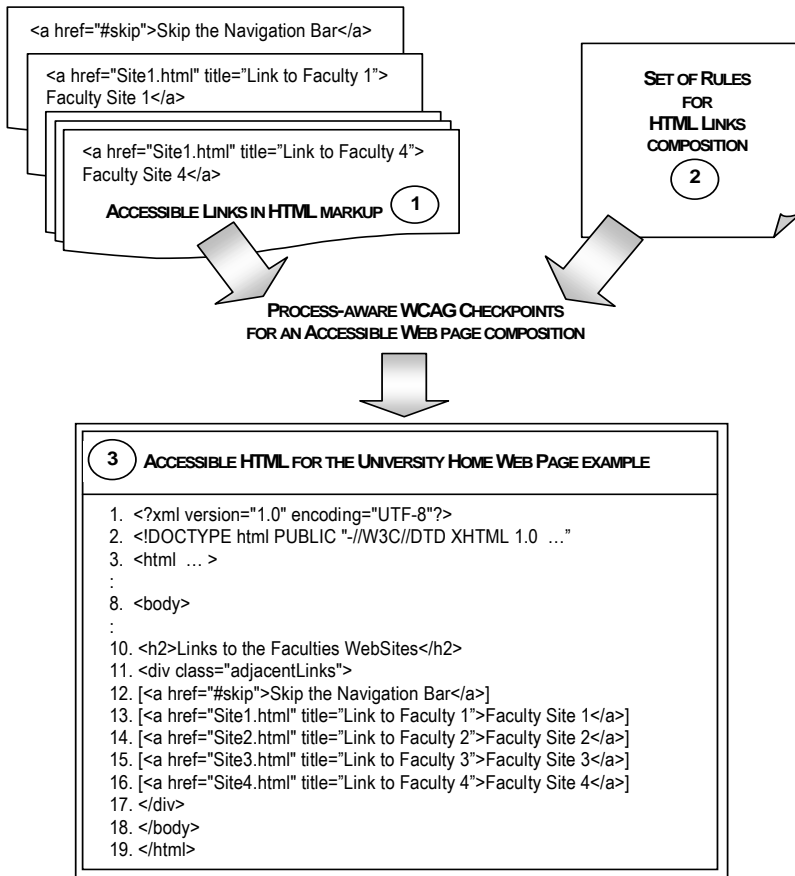 <a href="#skip">Skip the Navigation Bar</a>
<a href="Site1.html" title=”Link to Faculty 1”>
Faculty Site 1</a>
<a href="Site1.html" title=”Link to Faculty 4”>
Faculty Site 4</a>
ACCESSIBLE LINKS IN HTML MARKUP 1
SET OF RULES
FOR
HTML LINKS
COMPOSITION
2
PROCESS-AWARE WCAG CHECKPOINTS
FOR AN ACCESSIBLE WEB PAGE COMPOSITION
3 ACCESSIBLE HTML FOR THE UNIVERSITY HOME WEB PAGE EXAMPLE
1. <?xml version="1.0" encoding="UTF-8"?>
2. <!DOCTYPE html PUBLIC "-//W3C//DTD XHTML 1.0 …”
3. <html … >
:
8. <body>
:
10. <h2>Links to the Faculties WebSites</h2>
11. <div class="adjacentLinks">
12. [<a href="#skip">Skip the Navigation Bar</a>]
13. [<a href="Site1.html" title=”Link to Faculty 1”>Faculty Site 1</a>]
14. [<a href="Site2.html" title=”Link to Faculty 2”>Faculty Site 2</a>]
15. [<a href="Site3.html" title=”Link to Faculty 3”>Faculty Site 3</a>]
16. [<a href="Site4.html" title=”Link to Faculty 4”>Faculty Site 4</a>]
17. </div>
18. </body>
19. </html>